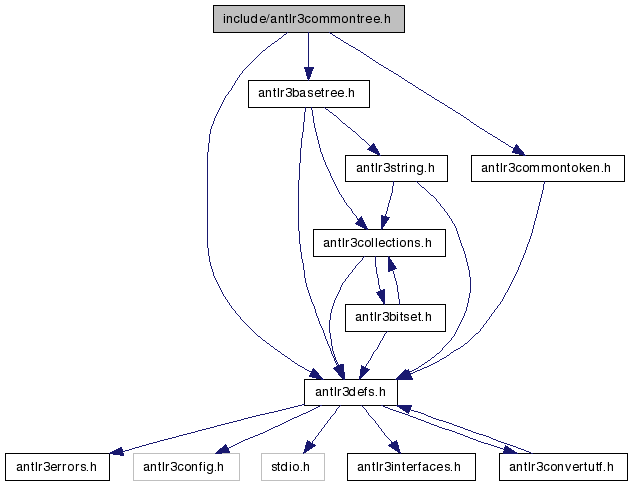 include/antlr3commontree.h
antlr3basetree.h
antlr3string.h
antlr3commontoken.h
antlr3collections.h
antlr3bitset.h
antlr3defs.h
antlr3errors.h
antlr3config.h
stdio.h
antlr3interfaces.h
antlr3convertutf.h